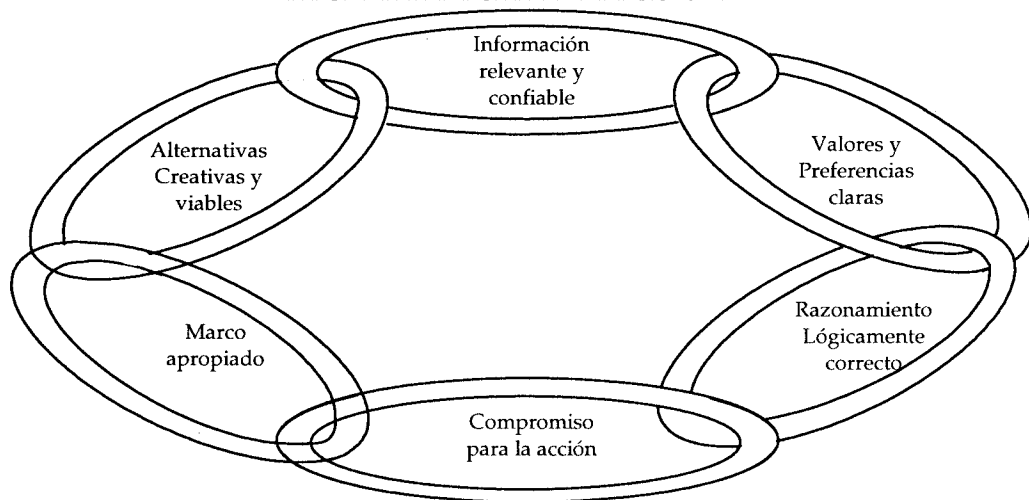 Información
relevante y
confiable
Alternativas
Creativas y
viables
Valores y
Preferencias
claras
Marco
apropiado
Razonamiento
Lógicamente
correcto
Compromiso
para la acción